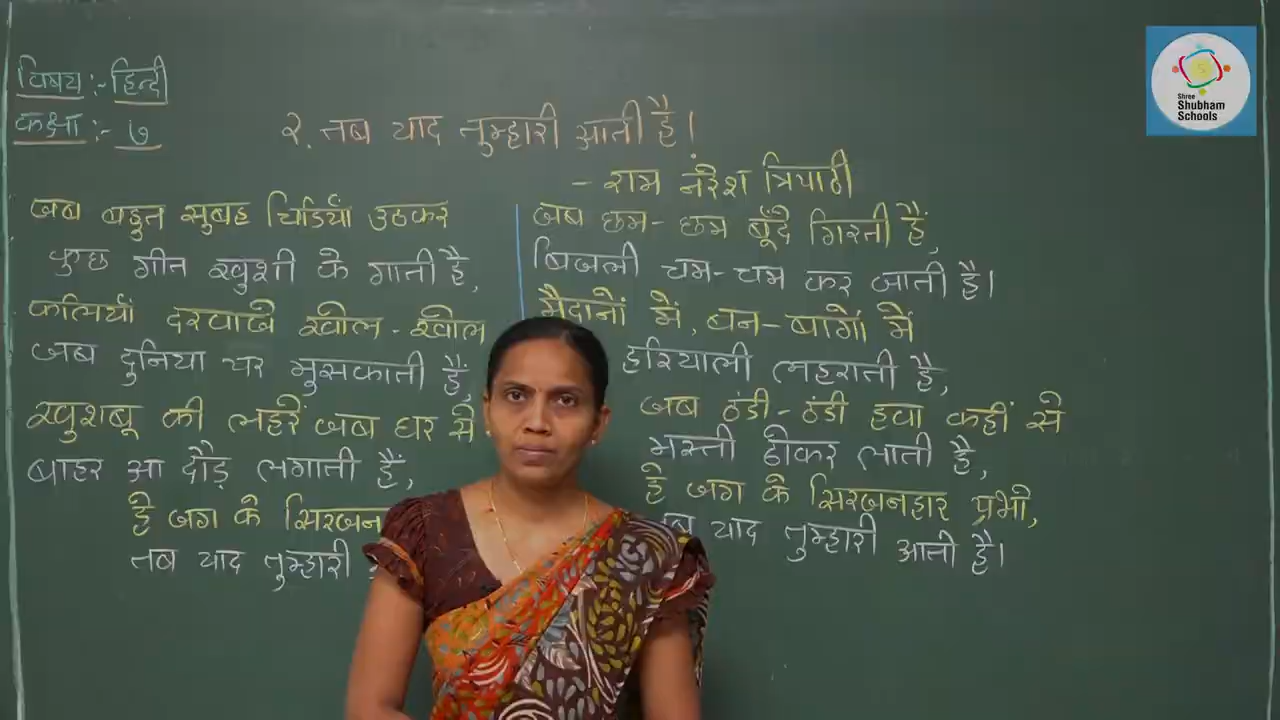 विषय :- हिन्दी
कक्षा :- ७
२. तब याद तुम्हारी आती है।
- राम नरेश त्रिपाठी
जब बहुत सुबह चिडियाँ उठकर
कुछ गीत खुशी के गाती है,
कलियाँ दरवाजे खोल - खोल
जब दुनिया पर मुसकाती है,
खुशबू की लहरें जब घर से
बाहर आ दौड़ लगाती हैं,
हे जग के सिरजन
तब याद तुम्हारी
जब छम - छम बूँदे गिरती हैं,
बिजली चम - चम कर जाती है।
मैदानों में, वन - बागों में
हरियाली लहराती है,
जब ठंडी - ठंडी हवा कहीं से
मस्ती ढोकर लाती है,
हे जग के सिरजनहार प्रभो,
याद तुम्हारी आती है।
Shree
Shubham
Schools